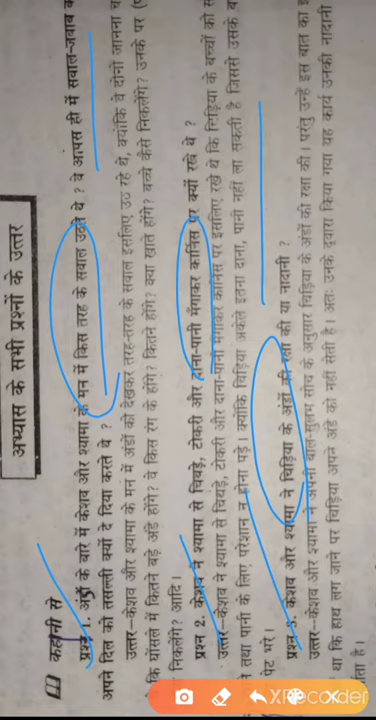 अभ्यास के सभी प्रश्नों के उत्तर
कहानी से
प्रश्न 1. अंडों के बारे में केशव और श्यामा के मन में किस तरह के सवाल उठते थे ? वे आपस ही में सवाल-जवाब
अपने दिल को तसल्ली क्यों दे दिया करते थे ?
उत्तर–केशव और श्यामा के मन में अंडों को देखकर तरह-तरह के सवाल इसलिए उठ रहे थे, क्योंकि वे दोनों जानना
कि घोंसले में कितने बड़े अंडे होंगे? वे किस रंग के होंगे? कितने होंगे? क्या खाते होंगे? बच्चे कैसे निकलेंगे? उनके पर
निकलेंगे? आदि।
प्रश्न 2. केशव ने श्यामा से चिथड़े, टोकरी और दाना-पानी मंगाकर कार्निस पर क्यों रखे थे ?
उत्तर–केशव ने श्यामा से चिथड़े, टोकरी और दाना-पानी मंगाकर कार्निस पर इसलिए रखे थे कि चिड़िया के बच्चों को
ने तथा पानी के लिए परेशान न होना पड़े। क्योंकि चिड़िया अकेले इतना दाना, पानी नहीं ला सकती है जिससे उसके
पेट भरे।
प्रश्न 3. केशव और श्यामा ने चिड़िया के अंडों की रक्षा की या नादानी ?
उत्तर–केशव और श्यामा ने अपनी बाल-सुलभ सोच के अनुसार चिड़िया के अंडों की रक्षा की। परंतु उन्हें इस बात का
था कि हाथ लग जाने पर चिड़िया अपने अंडे को नहीं सेती है। अतः उनके द्वारा किया गया यह कार्य उनकी नादानी
ता है।
XRecorder